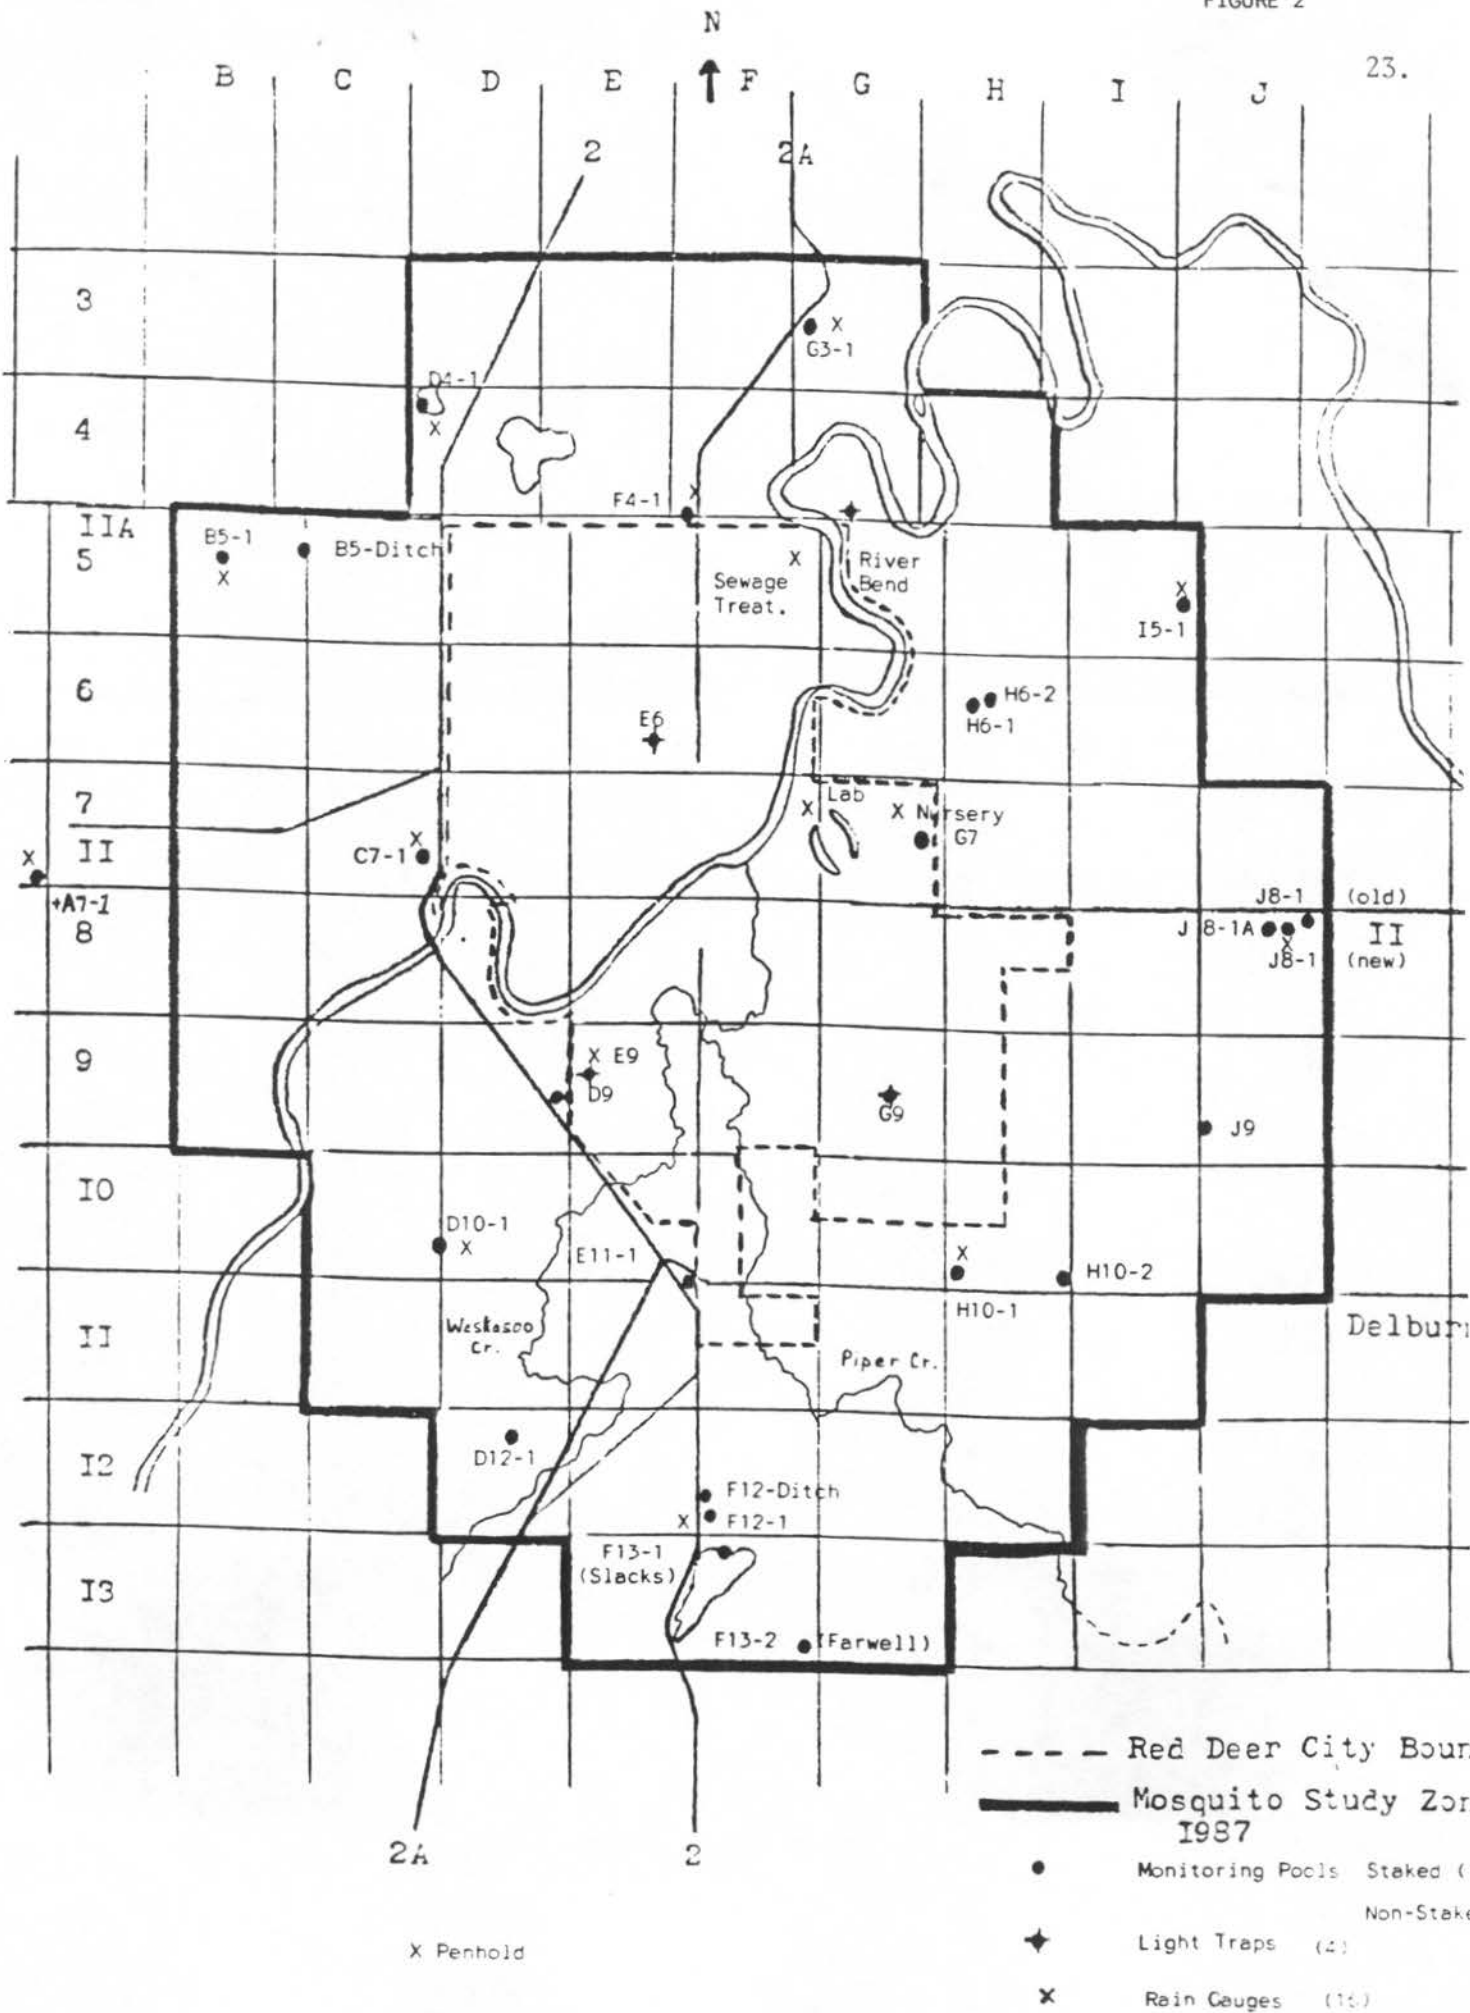 FIGURE 2
N
23.
B C D E F G H I J
2 2A
3
G3-1
D4-1
4
F4-1
IIA
5
B5-1
B5-Ditch
Sewage
Treat.
River
Bend
I5-1
6
H6-2
H6-1
E6
7
Lab
Nursery
G7
II
C7-1
+A7-1
8
J8-1 (old)
J8-1A
II
J8-1 (new)
9
E9
D9
G9
J9
I0
D10-1
E11-1
H10-2
H10-1
II
Waskasoo
Cr.
Piper Cr.
Delbur
I2
D12-1
F12-Ditch
F12-1
F13-1
(Slacks)
I3
F13-2 (Farwell)
Red Deer City Boun
Mosquito Study Zon
I987
2A 2
Monitoring Pools Staked (
Non-Stake
Light Traps (4)
X Penhold
X Rain Gauges (16)